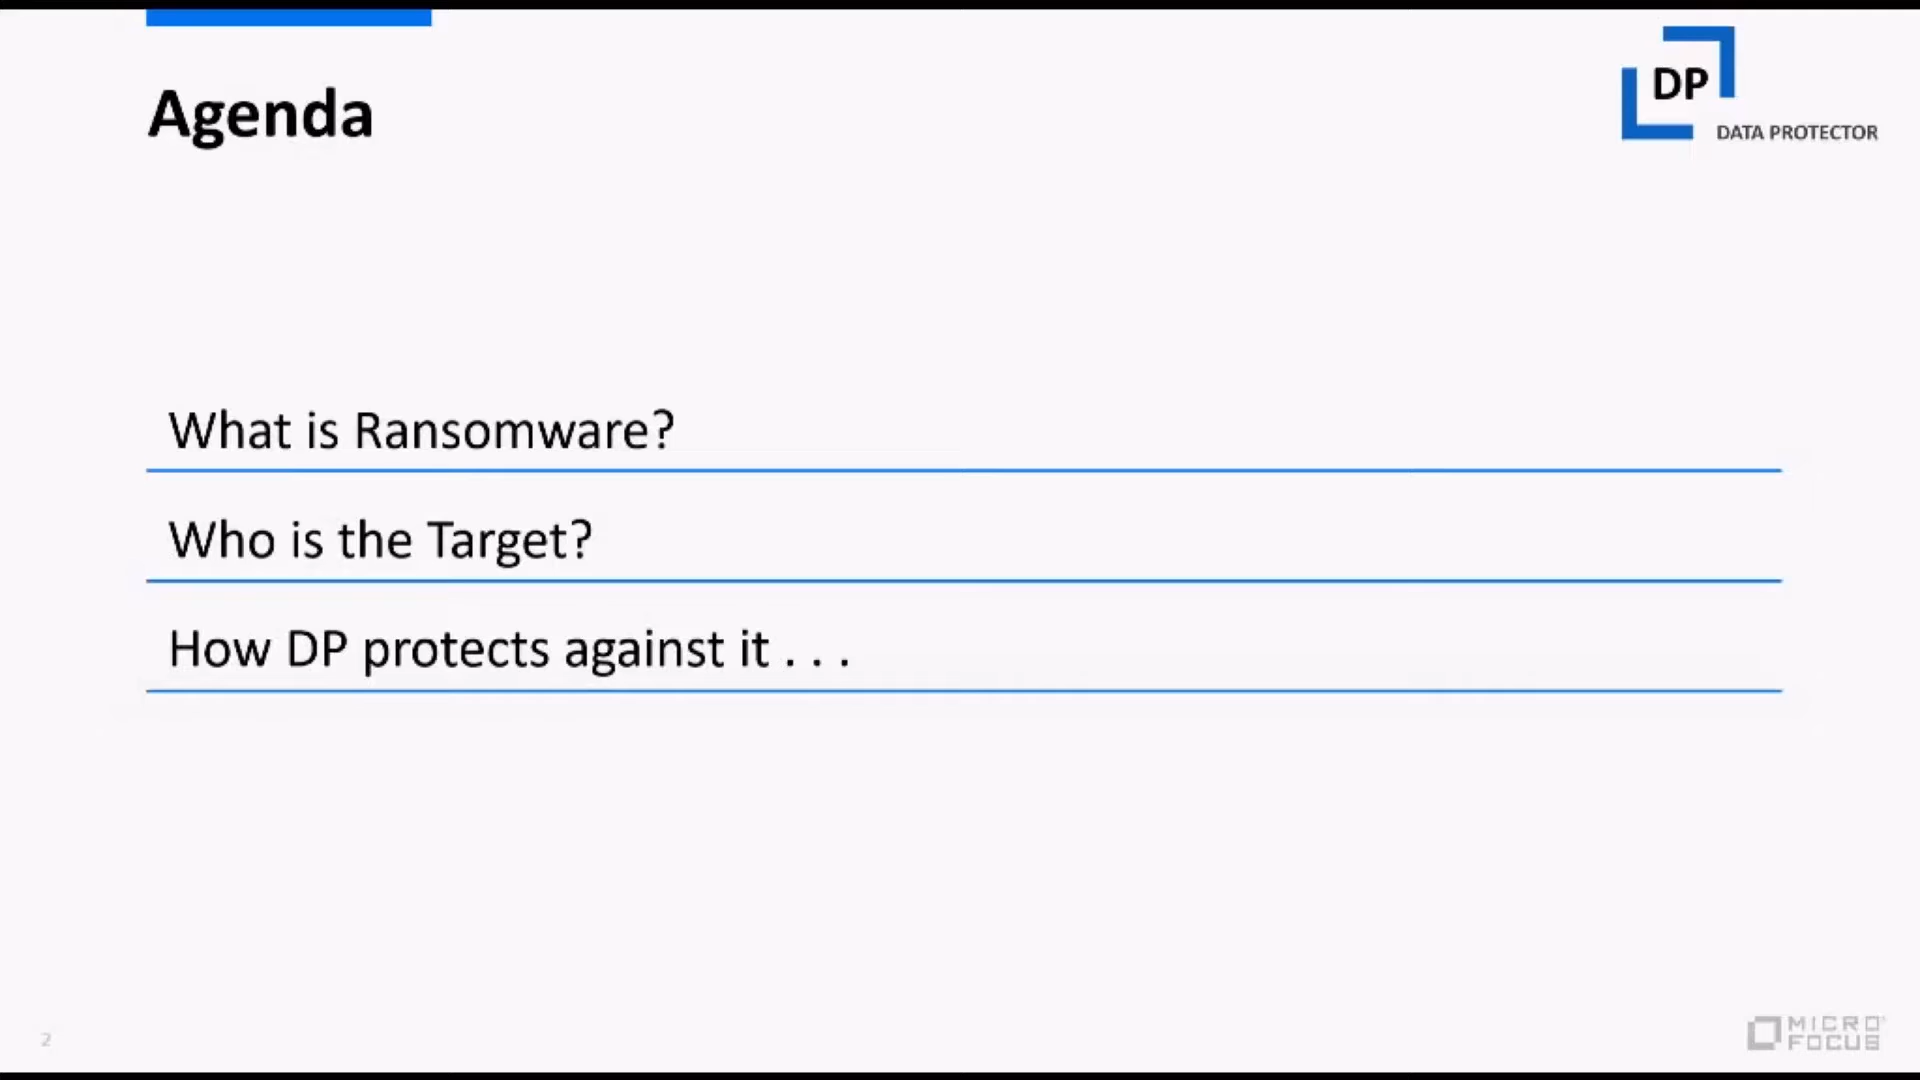 Agenda
DP
DATA PROTECTOR
What is Ransomware?
Who is the Target?
How DP protects against it . . .
2
MICRO
FOCUS